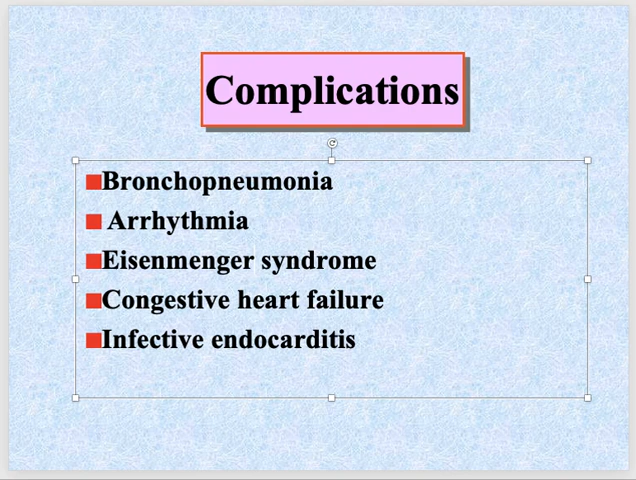 Complications
Bronchopneumonia
Arrhythmia
Eisenmenger syndrome
Congestive heart failure
Infective endocarditis